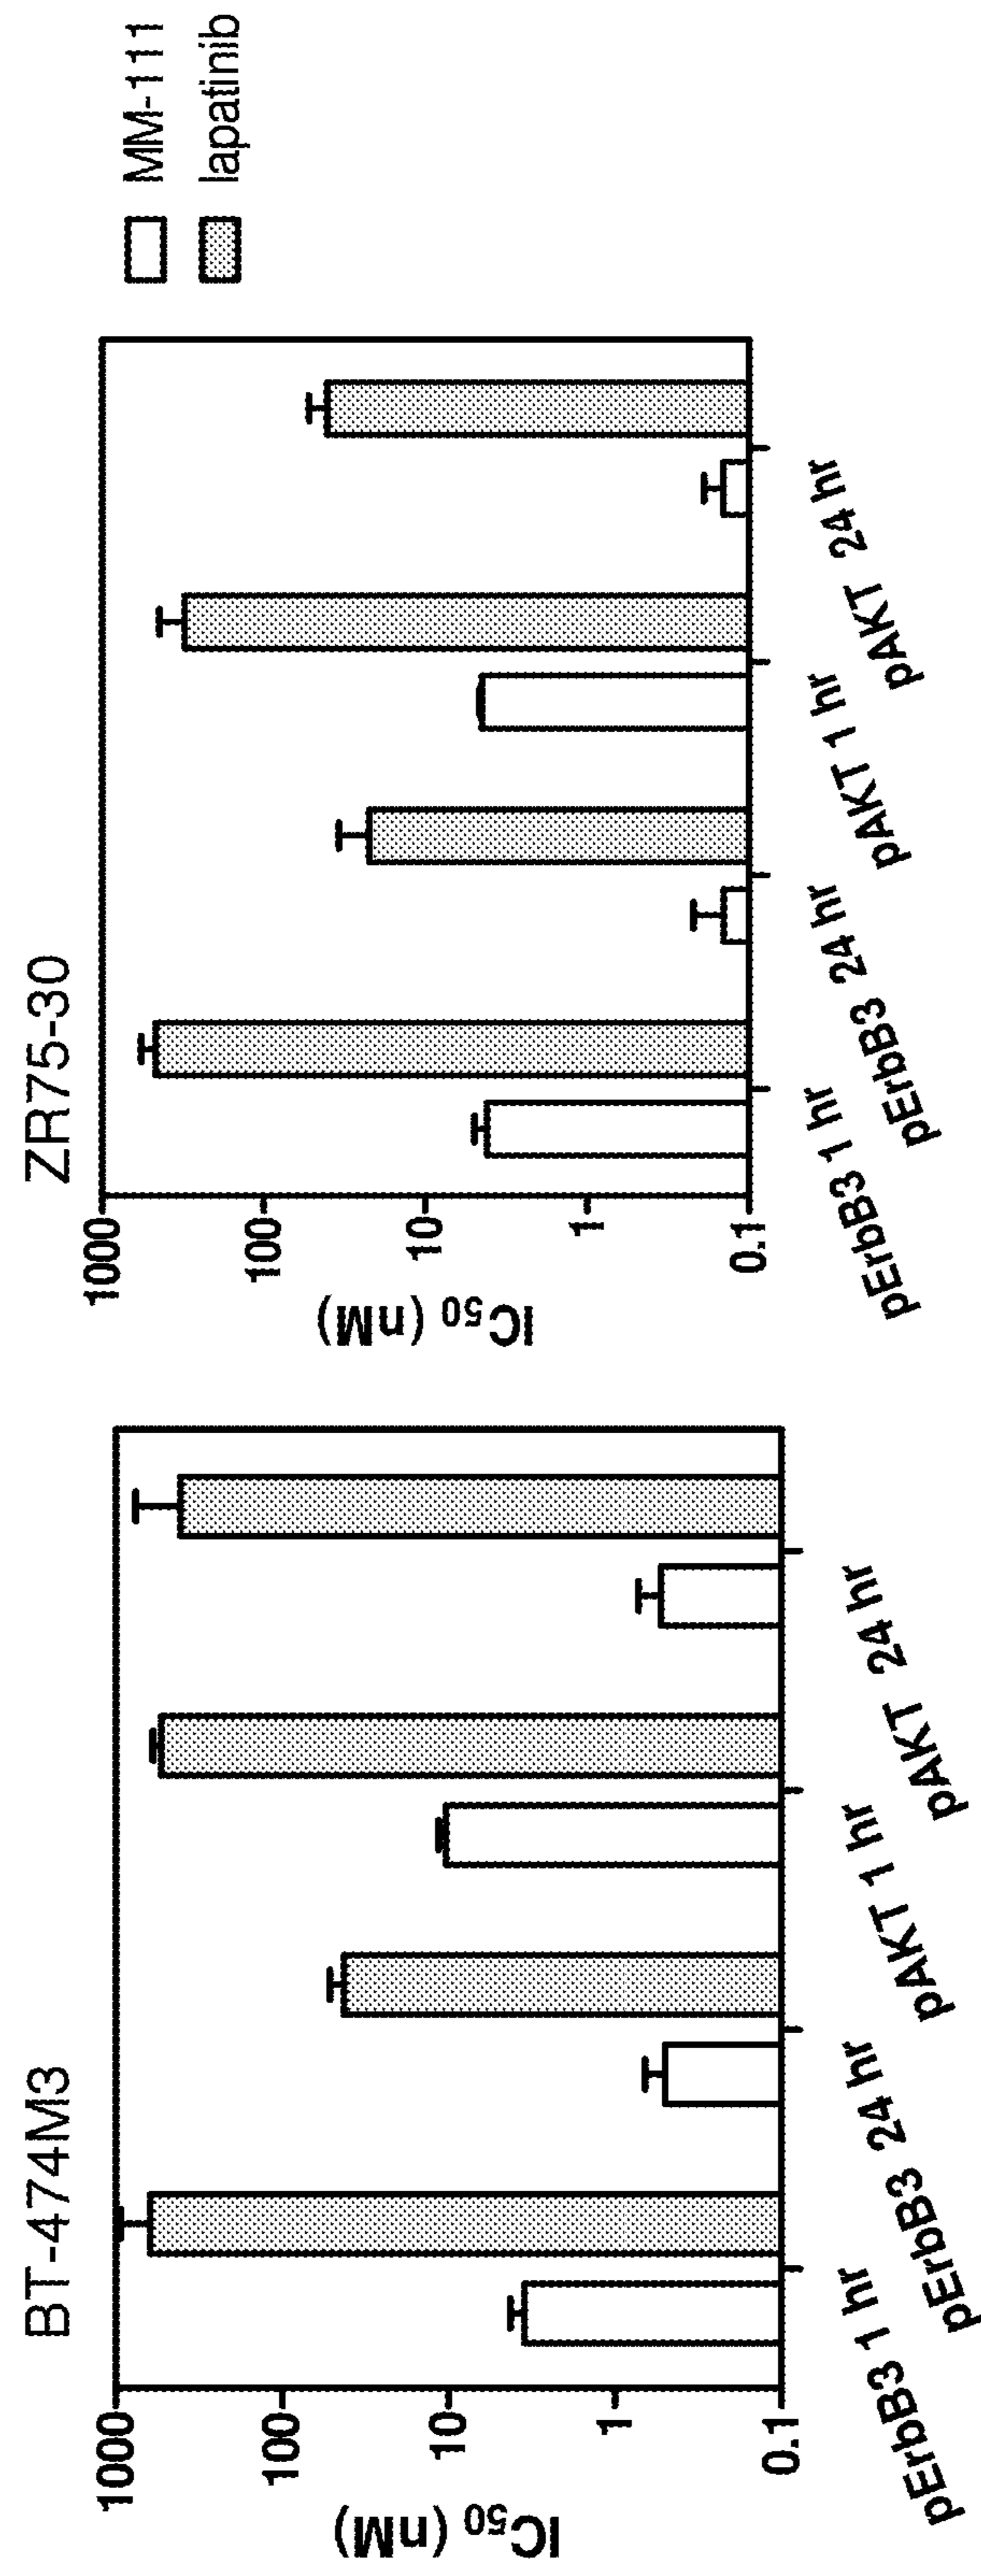 BT-474M3
IC50 (nM)
1000
100
10
1
0.1
pErbB3 1 hr
pErbB3 24 hr
pAKT 1 hr
pAKT 24 hr
ZR75-30
IC50 (nM)
1000
100
10
1
0.1
pErbB3 1 hr
pErbB3 24 hr
pAKT 1 hr
pAKT 24 hr
MM-111
lapatinib